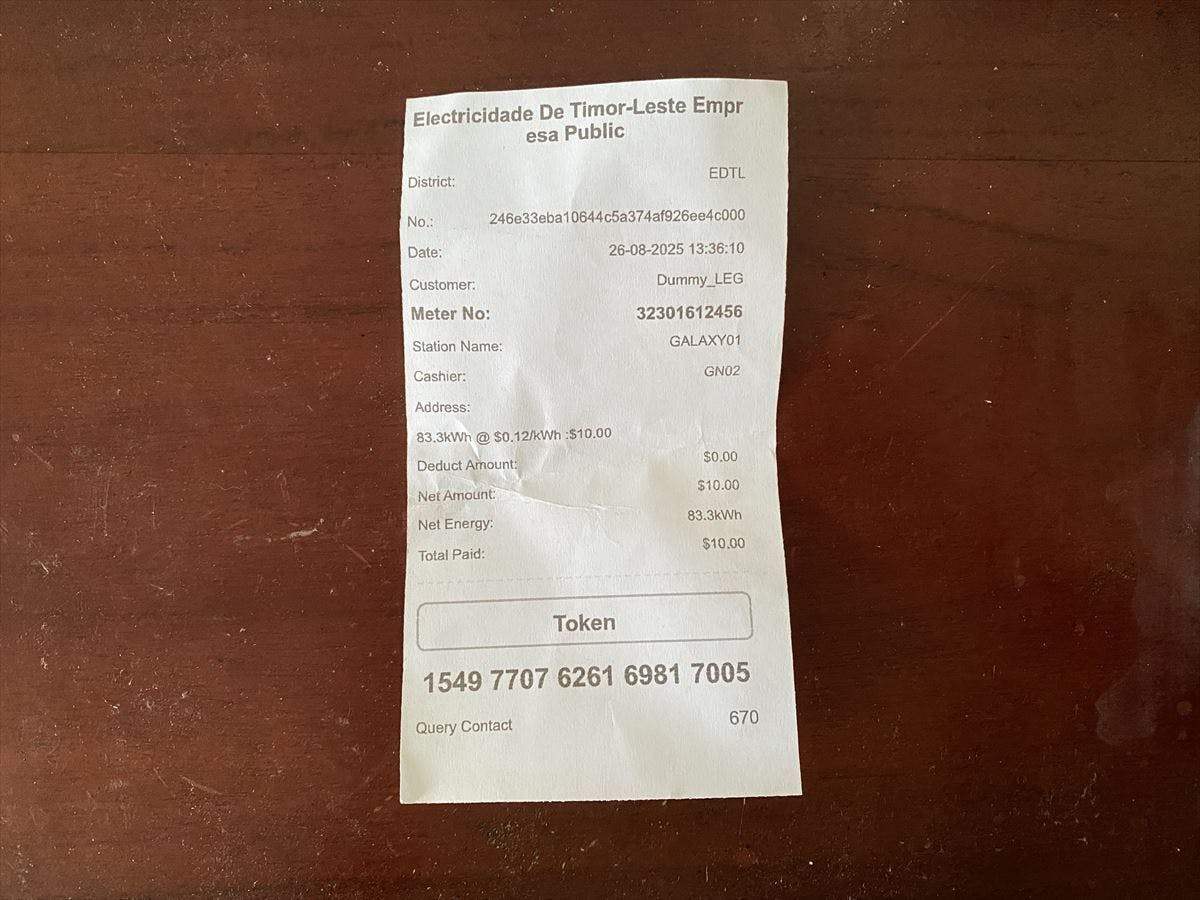 Electricidade De Timor-Leste Empr
esa Public
District: EDTL
No.: 246e33eba10644c5a374af926ee4c000
Date: 26-08-2025 13:36:10
Customer: Dummy_LEG
Meter No: 32301612456
Station Name: GALAXY01
Cashier: GN02
Address:
83.3kWh @ $0.12/kWh :$10.00
Deduct Amount: $0.00
Net Amount: $10.00
Net Energy: 83.3kWh
Total Paid: $10.00
Token
1549 7707 6261 6981 7005
Query Contact 670